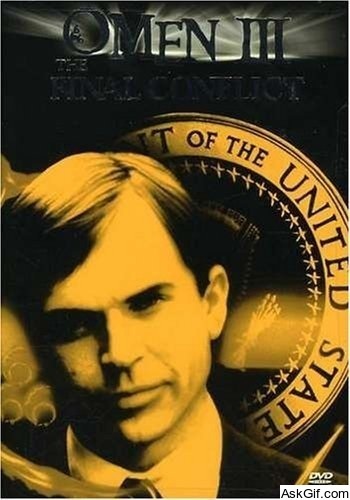 OMEN III
THE
FINAL CONFLICT
T OF THE UNITED STATE
DVD
AskGif.com